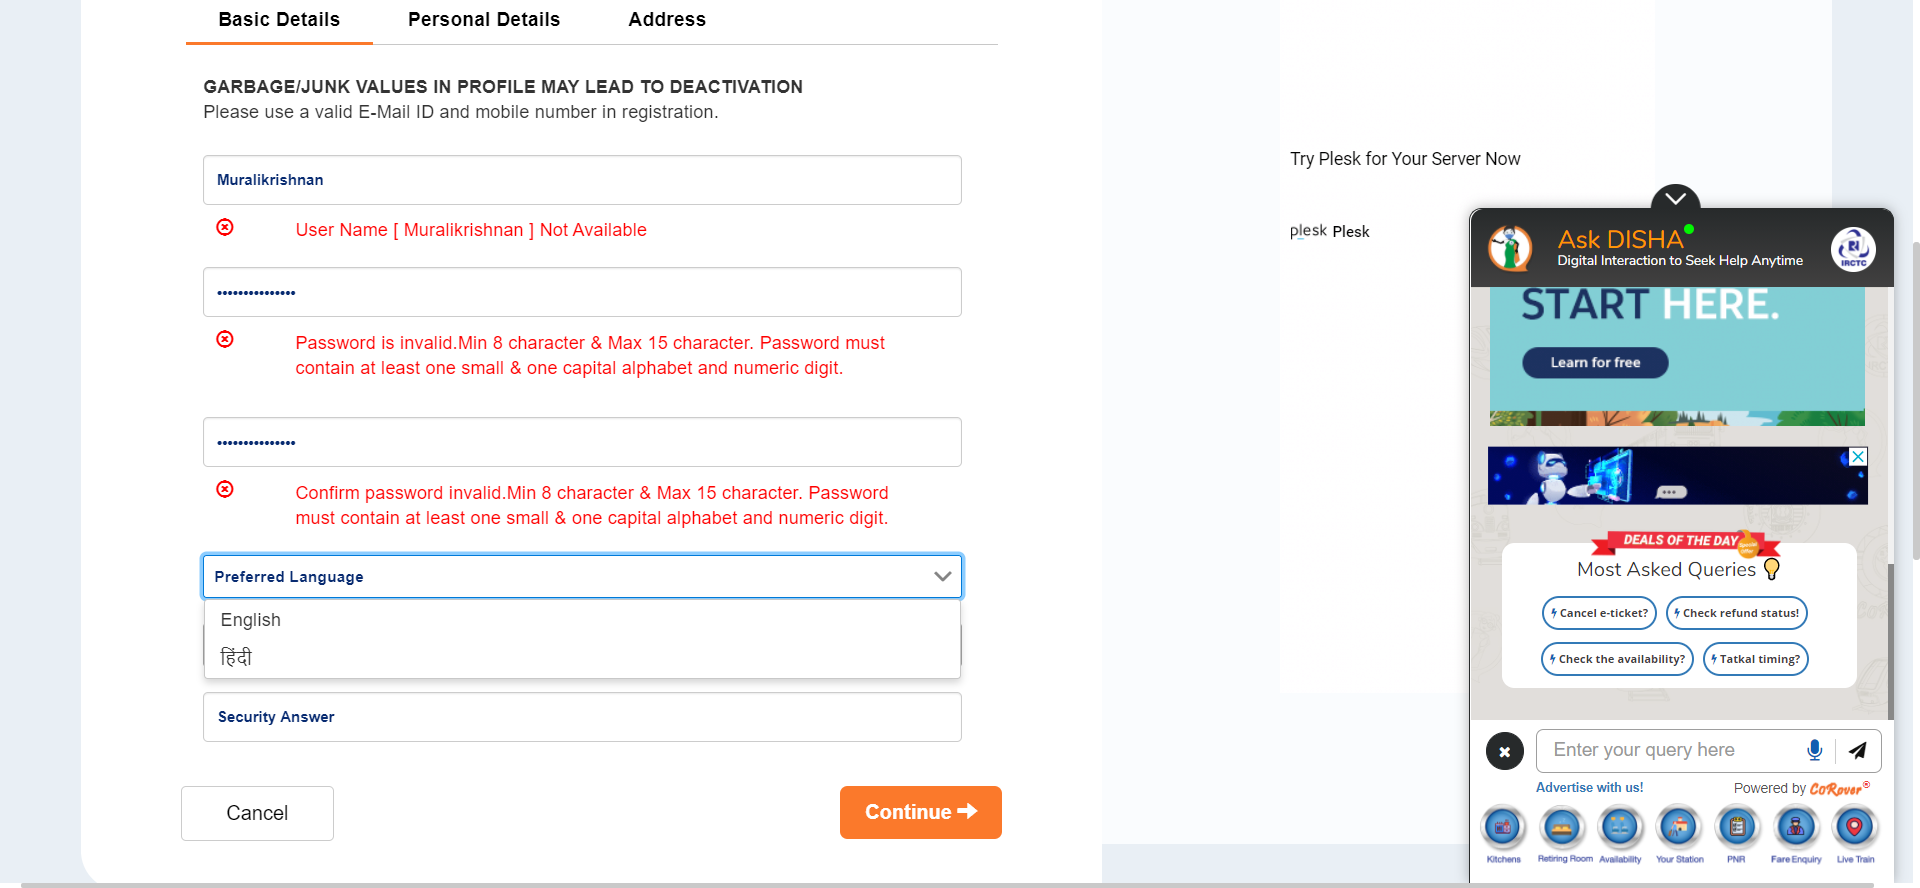 Basic Details
Personal Details
Address
GARBAGE/JUNK VALUES IN PROFILE MAY LEAD TO DEACTIVATION
Please use a valid E-Mail ID and mobile number in registration.
Muralikrishnan
User Name [ Muralikrishnan ] Not Available
•••••••••••••••
Password is invalid.Min 8 character & Max 15 character. Password must
contain at least one small & one capital alphabet and numeric digit.
•••••••••••••••
Confirm password invalid.Min 8 character & Max 15 character. Password
must contain at least one small & one capital alphabet and numeric digit.
Preferred Language
English
हिंदी
Security Answer
Cancel
Continue
Try Plesk for Your Server Now
plesk Plesk
Ask DISHA
Digital Interaction to Seek Help Anytime
IRCTC
START HERE.
Learn for free
DEALS OF THE DAY
Special
Offer
Most Asked Queries
Cancel e-ticket?
Check refund status!
Check the availability?
Tatkal timing?
Enter your query here
Advertise with us!
Powered by CoRover®
Kitchens
Retiring Room
Availability
Your Station
PNR
Fare Enquiry
Live Train